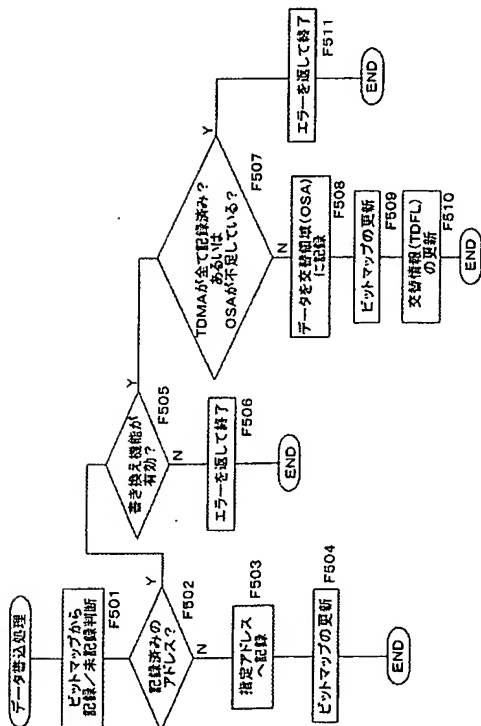 データ書込処理
ビットマップから
記録/未記録判断
F501
記録済みの
アドレス?
F502
Y
N
指定アドレス
へ記録
F503
ビットマップの更新
F504
END
書き換え機能が
有効?
F505
Y
N
エラーを返して終了
F506
END
TDMAが全て記録済み?
あるいは
OSAが不足している?
F507
Y
N
データを交替領域(OSA)
に記録
F508
ビットマップの更新
F509
交替情報(TDFL)
の更新
F510
END
エラーを返して終了
F511
END